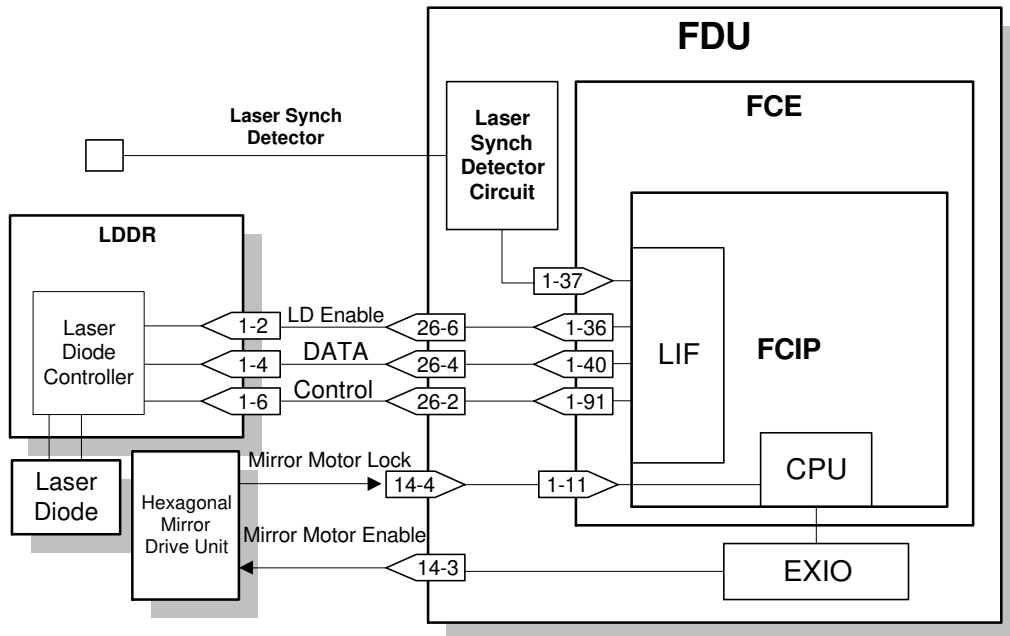 FDU
FCE
Laser Synch
Detector
Laser
Synch
Detector
Circuit
LDDR
1-37
Laser
Diode
Controller
1-2
LD Enable
26-6
1-36
1-4
DATA
26-4
1-40
1-6
Control
26-2
1-91
LIF
FCIP
CPU
Laser
Diode
Hexagonal
Mirror
Drive Unit
Mirror Motor Lock
14-4
1-11
Mirror Motor Enable
14-3
EXIO